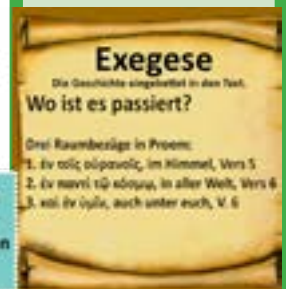 Exegese
Die Geschichte eingebettet in den Text.
Wo ist es passiert?
Drei Raumbezüge in Proem:
1. ἐν τοῖς οὐρανοῖς, im Himmel, Vers 5
2. ἐν παντὶ τῷ κόσμῳ, in aller Welt, Vers 6
3. καὶ ἐν ὑμῖν, auch unter euch, V. 6
n